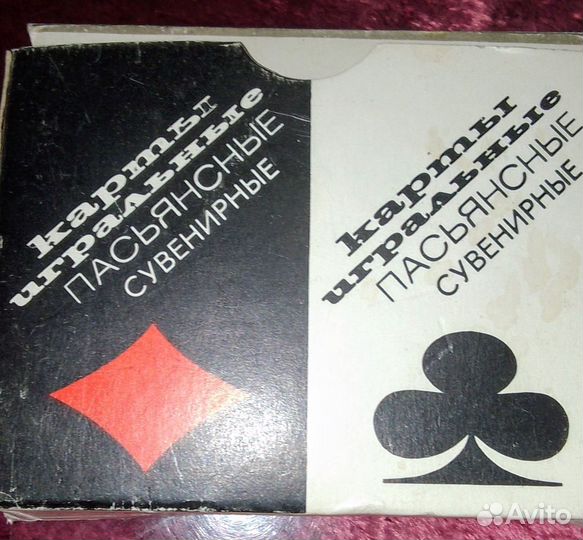 карты
игральные
ПАСЬЯНСНЫЕ
СУВЕНИРНЫЕ
карты
игральные
ПАСЬЯНСНЫЕ
СУВЕНИРНЫЕ
Avito